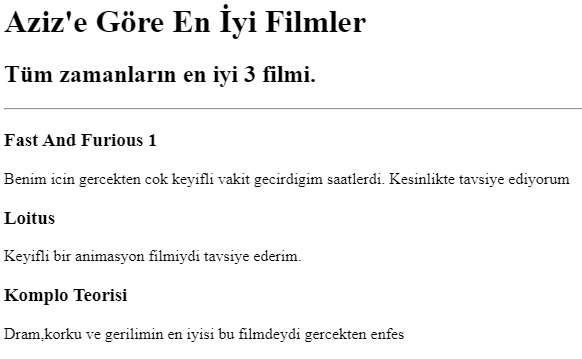 Aziz'e Göre En İyi Filmler
Tüm zamanların en iyi 3 filmi.
Fast And Furious 1
Benim icin gercekten cok keyifli vakit gecirdigim saatlerdi. Kesinlikte tavsiye ediyorum
Loitus
Keyifli bir animasyon filmiydi tavsiye ederim.
Komplo Teorisi
Dram,korku ve gerilimin en iyisi bu filmdeydi gercekten enfes